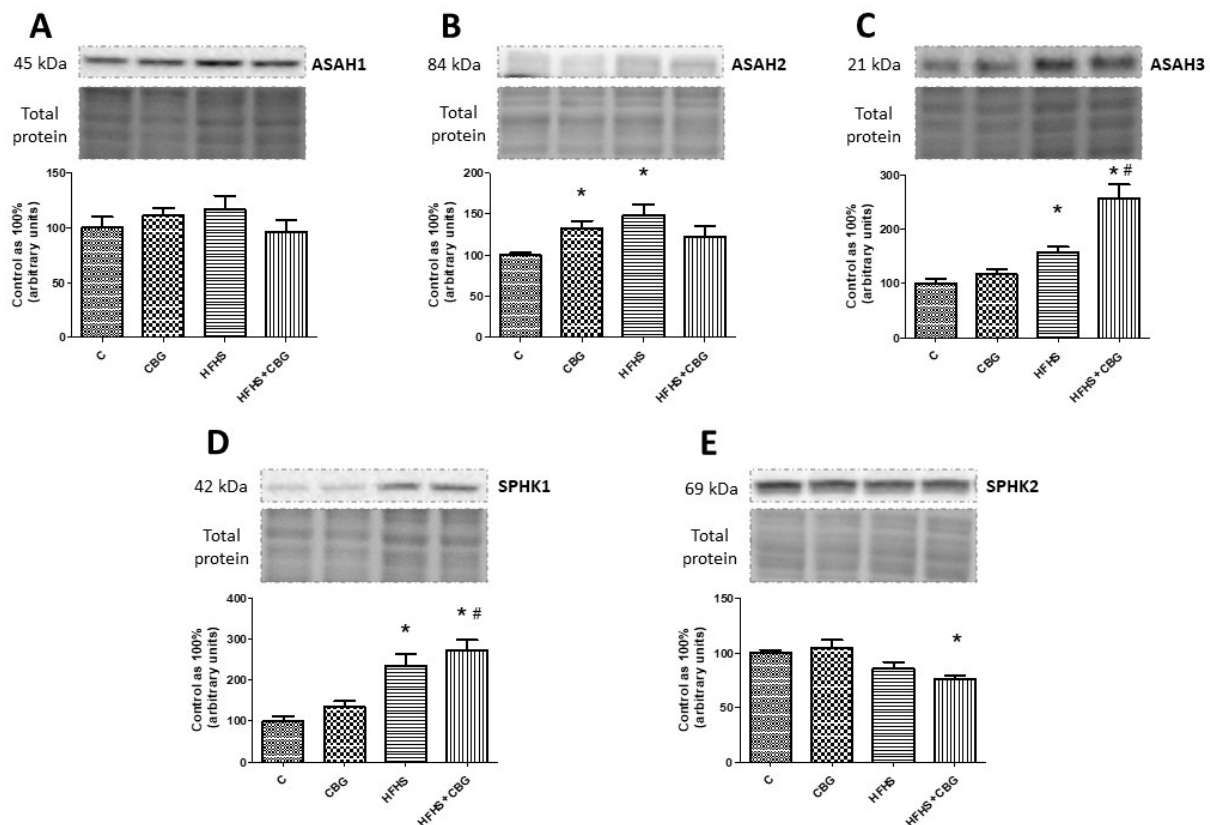 A
45 kDa
ASAH1
Total
protein
Control as 100%
(arbitrary units)
150
100
50
0
C
CBG
HFHS
HFHS+CBG
B
84 kDa
ASAH2
Total
protein
Control as 100%
(arbitrary units)
200
150
100
50
0
*
*
C
CBG
HFHS
HFHS+CBG
C
21 kDa
ASAH3
Total
protein
Control as 100%
(arbitrary units)
300
200
100
0
*
* #
C
CBG
HFHS
HFHS+CBG
D
42 kDa
SPHK1
Total
protein
Control as 100%
(arbitrary units)
400
300
200
100
0
*
* #
C
CBG
HFHS
HFHS+CBG
E
69 kDa
SPHK2
Total
protein
Control as 100%
(arbitrary units)
150
100
50
0
*
C
CBG
HFHS
HFHS+CBG